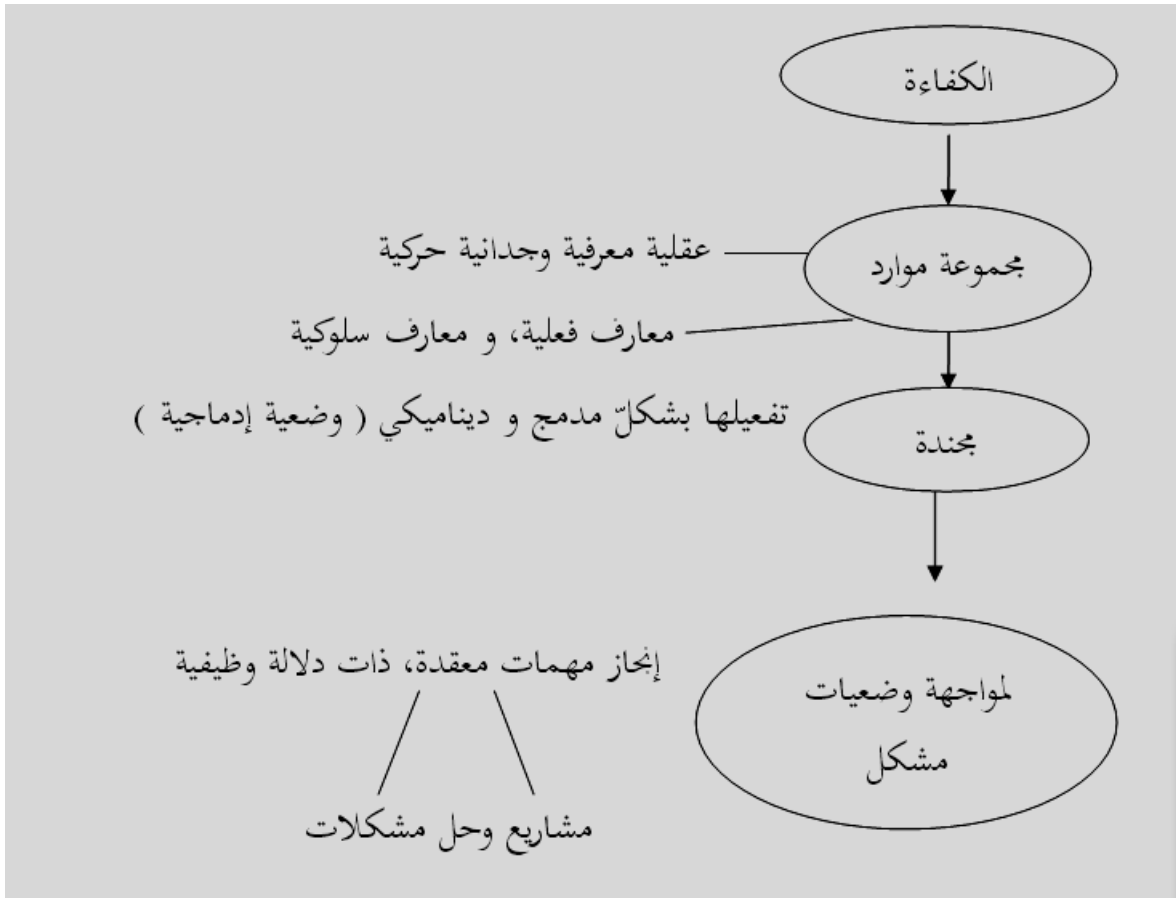 الكفاءة
مجموعة موارد
عقلية معرفية وجدانية حركية
معارف فعلية، و معارف سلوكية
مجندة
تفعيلها بشكلّ مدمج و ديناميكي ( وضعية إدماجية )
لمواجهة وضعيات
مشكل
إنجاز مهمات معقدة، ذات دلالة وظيفية
مشاريع وحل مشكلات